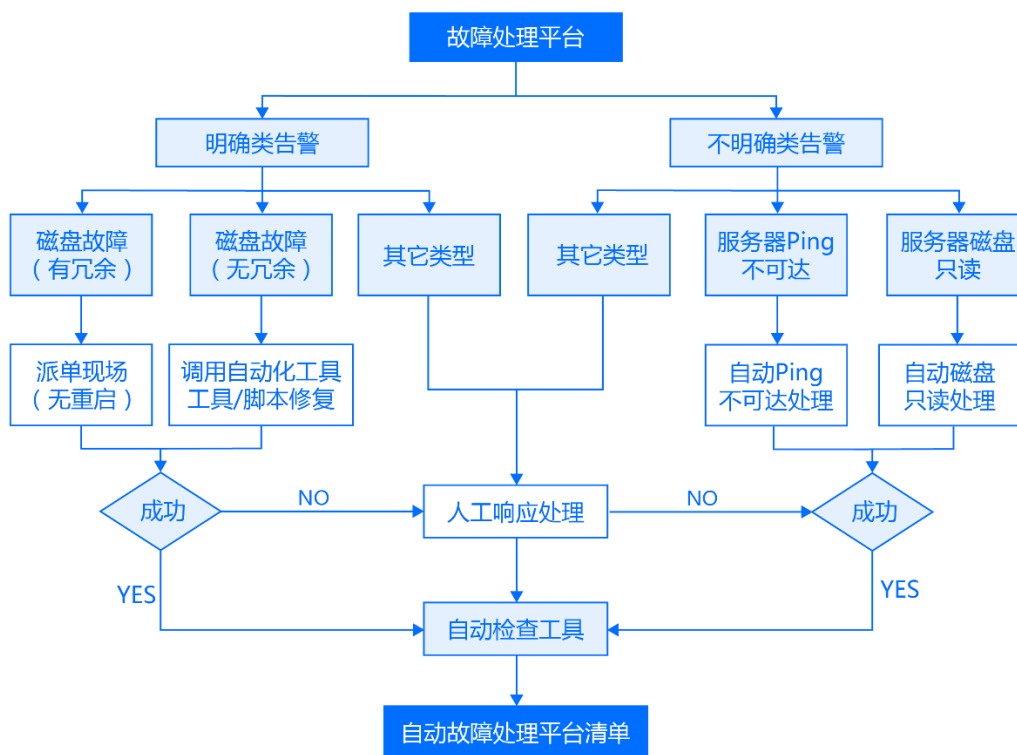 故障处理平台
明确类告警
不明确类告警
磁盘故障
（有冗余）
磁盘故障
（无冗余）
其它类型
其它类型
服务器Ping
不可达
服务器磁盘
只读
派单现场
（无重启）
调用自动化工具
工具/脚本修复
自动Ping
不可达处理
自动磁盘
只读处理
成功
NO
人工响应处理
NO
成功
YES
YES
自动检查工具
自动故障处理平台清单